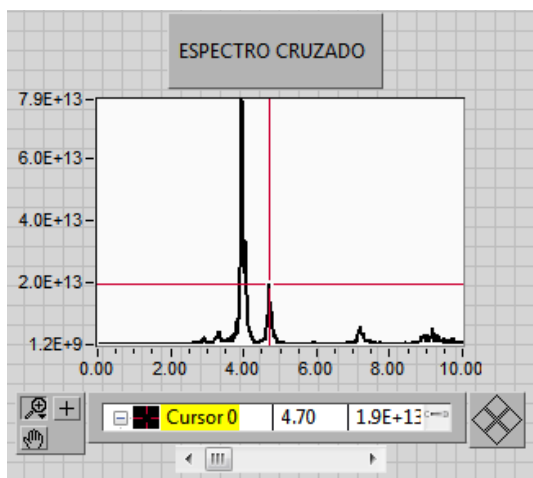 ESPECTRO CRUZADO
7.9E+13
6.0E+13
4.0E+13
2.0E+13
1.2E+9
0.00 2.00 4.00 6.00 8.00 10.00
Cursor 0 4.70 1.9E+13